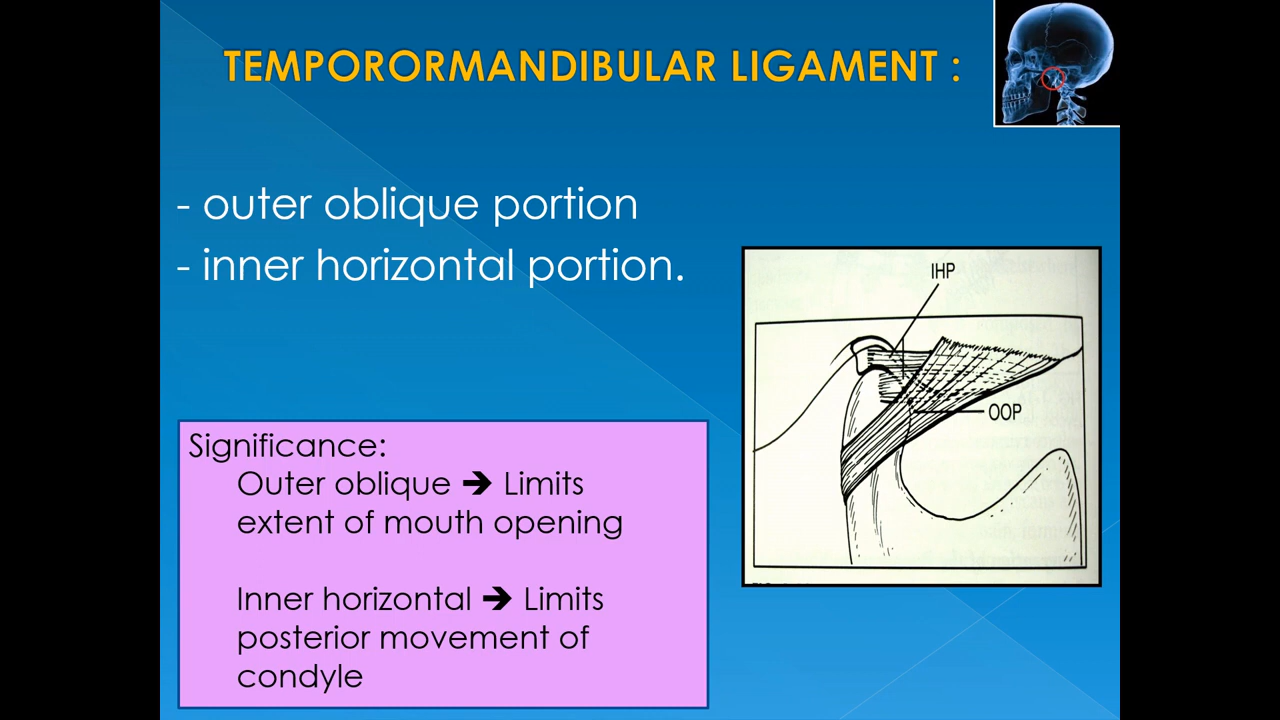 TEMPORORMANDIBULAR LIGAMENT :
- outer oblique portion
- inner horizontal portion.
IHP
OOP
Significance:
Outer oblique 🡺 Limits
extent of mouth opening
Inner horizontal 🡺 Limits
posterior movement of
condyle